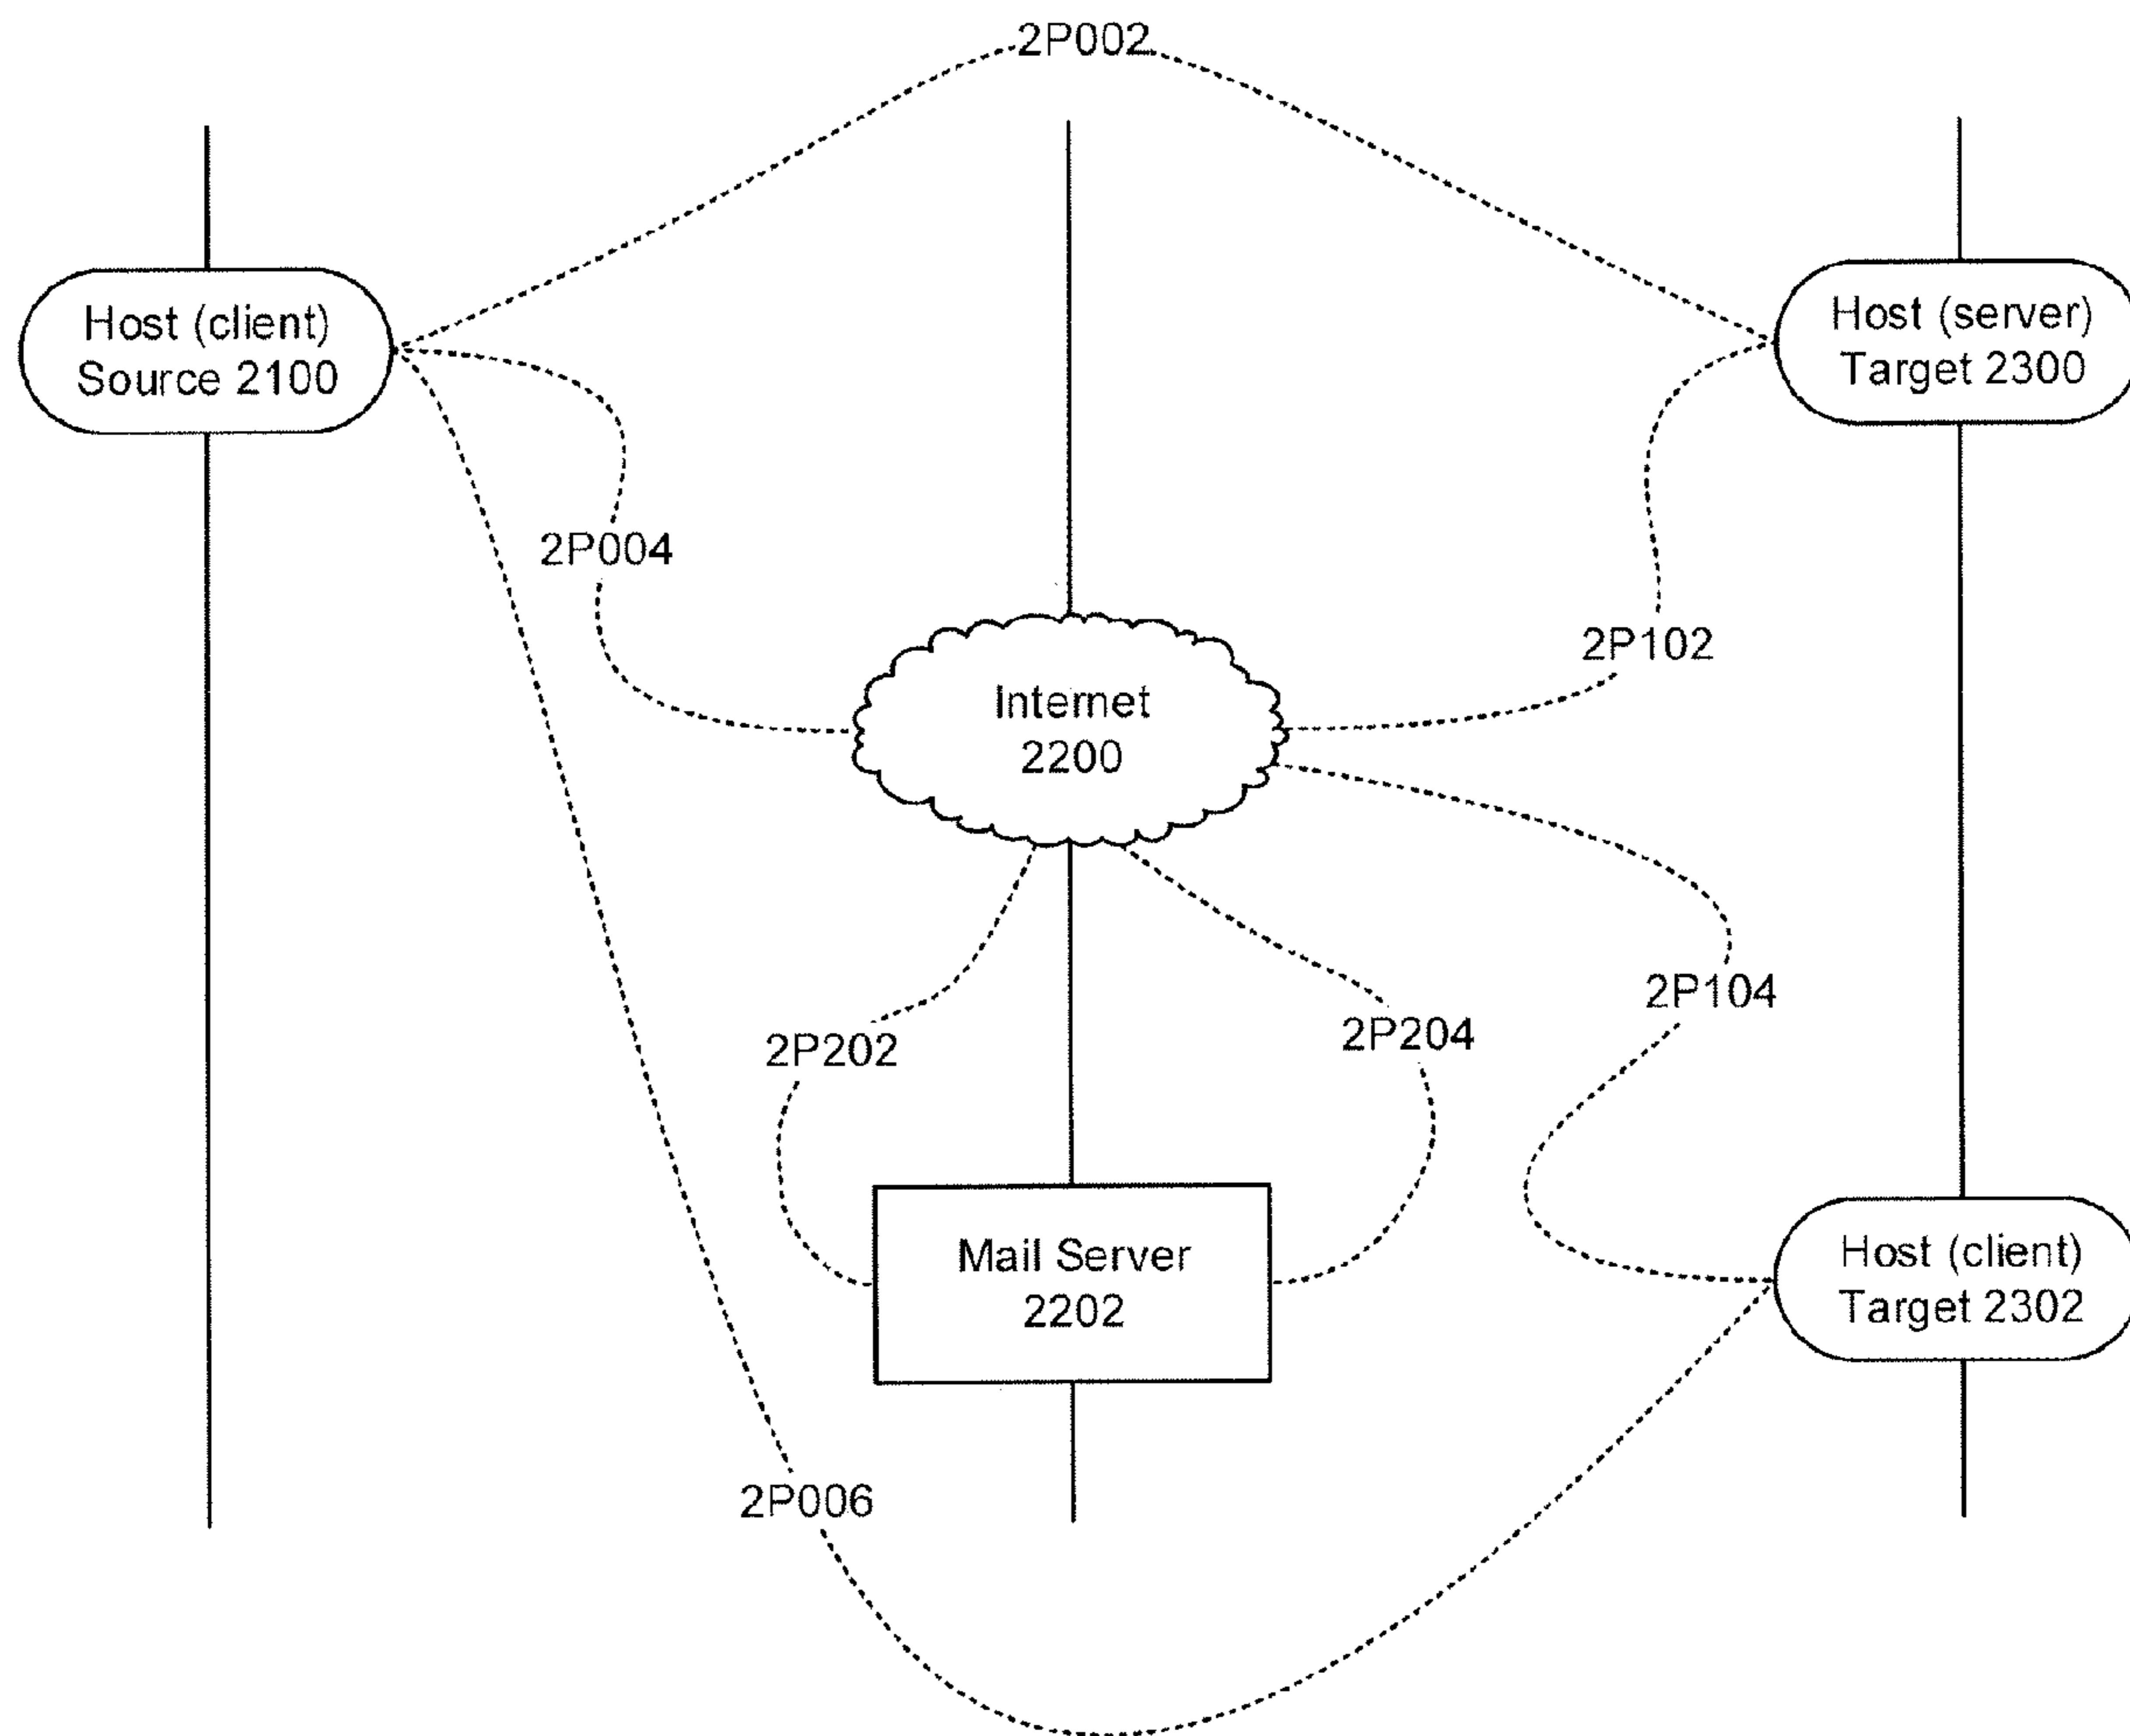 2P002
Host (client)
Source 2100
Host (server)
Target 2300
2P004
2P102
Internet
2200
2P104
2P202
2P204
Mail Server
2202
Host (client)
Target 2302
2P006